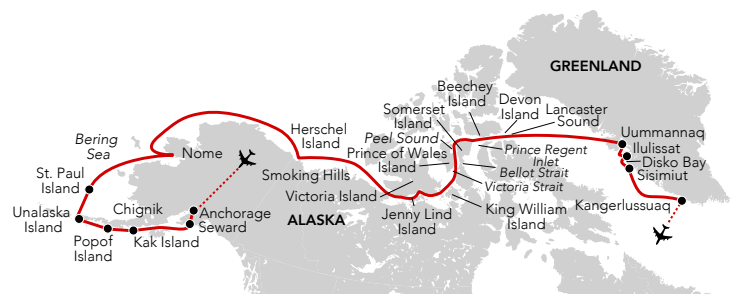 GREENLAND
Beechey
Island
Devon
Island
Lancaster
Sound
Somerset
Island
Peel Sound
Prince of Wales
Island
Uummannaq
Ilulissat
Disko Bay
Sisimiut
Kangerlussuaq
Prince Regent
Inlet
Bellot Strait
Victoria Strait
King William
Island
Jenny Lind
Island
Victoria Island
Herschel
Island
Smoking Hills
ALASKA
Bering
Sea
Nome
St. Paul
Island
Unalaska
Island
Chignik
Popof
Island
Kak Island
Anchorage
Seward